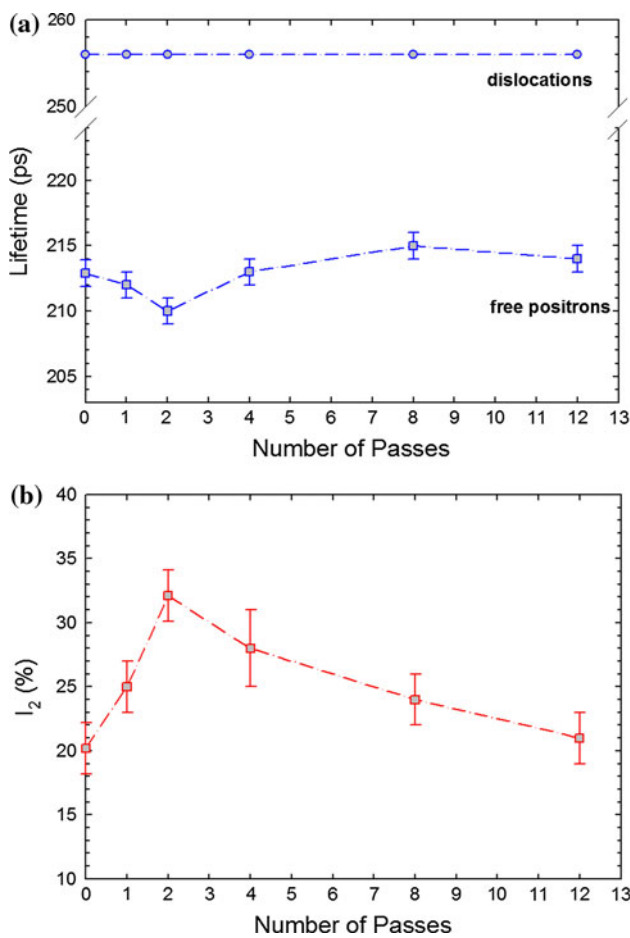 (a)
260
250
220
215
210
205
Lifetime (ps)
dislocations
free positrons
0 1 2 3 4 5 6 7 8 9 10 11 12 13
Number of Passes
(b)
40
35
30
25
20
15
10
I₂ (%)
0 1 2 3 4 5 6 7 8 9 10 11 12 13
Number of Passes